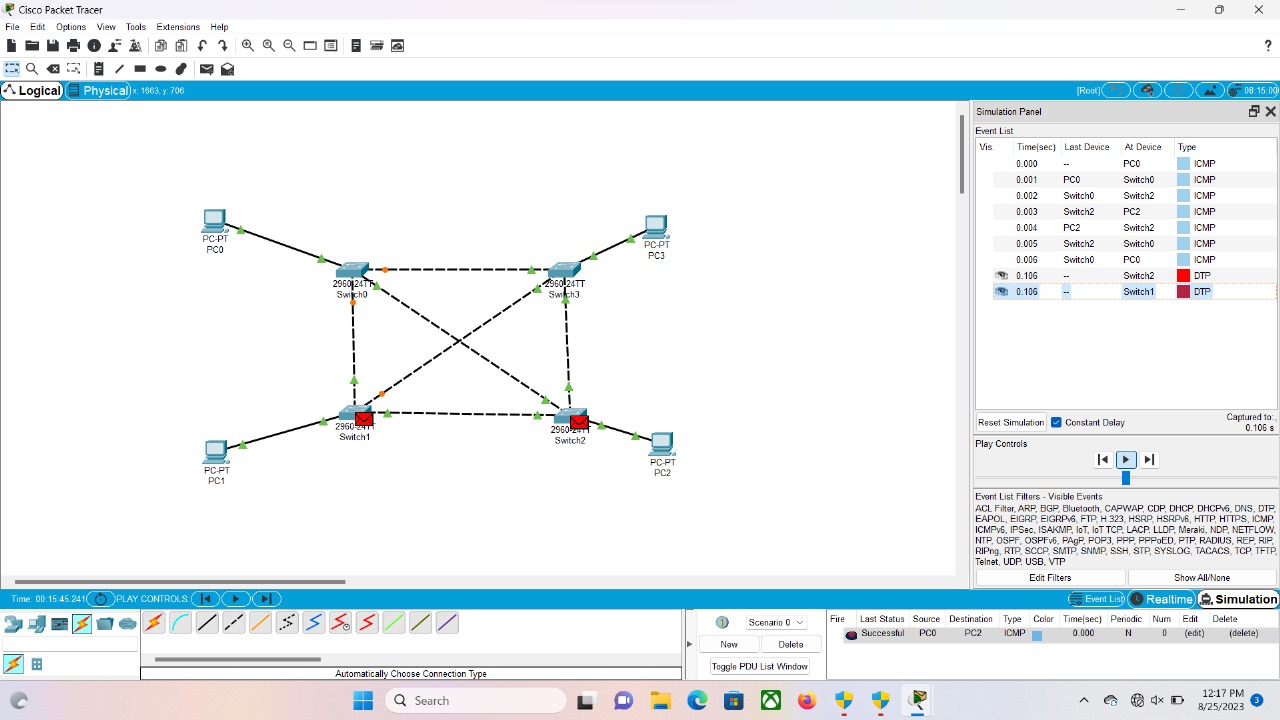 Cisco Packet Tracer
File Edit Options View Tools Extensions Help
?
Logical Physical x: 1663, y: 706 [Root] 08:15:00
Simulation Panel
Event List
Vis. Time(sec) Last Device At Device Type
0.000 -- PC0 ICMP
0.001 PC0 Switch0 ICMP
0.002 Switch0 Switch2 ICMP
0.003 Switch2 PC2 ICMP
0.004 PC2 Switch2 ICMP
0.005 Switch2 Switch0 ICMP
0.006 Switch0 PC0 ICMP
0.106 -- Switch2 DTP
0.106 -- Switch1 DTP
PC-PT
PC0
PC-PT
PC3
2960-24TT
Switch0
2960-24TT
Switch3
2960-24TT
Switch1
2960-24TT
Switch2
PC-PT
PC1
PC-PT
PC2
Reset Simulation Constant Delay Captured to:
0.106 s
Play Controls
Event List Filters - Visible Events
ACL Filter, ARP, BGP, Bluetooth, CAPWAP, CDP, DHCP, DHCPv6, DNS, DTP,
EAPOL, EIGRP, EIGRPv6, FTP, H.323, HSRP, HSRPv6, HTTP, HTTPS, ICMP,
ICMPv6, IPSec, ISAKMP, IoT, IoT TCP, LACP, LLDP, Meraki, NDP, NETFLOW,
NTP, OSPF, OSPFv6, PAgP, POP3, PPP, PPPoED, PTP, RADIUS, REP, RIP,
RIPng, RTP, SCCP, SMTP, SNMP, SSH, STP, SYSLOG, TACACS, TCP, TFTP,
Telnet, UDP, USB, VTP
Edit Filters Show All/None
Time: 00:15:45.241 PLAY CONTROLS: Event List Realtime Simulation
Scenario 0
New Delete
Toggle PDU List Window
Fire Last Status Source Destination Type Color Time(sec) Periodic Num Edit Delete
Successful PC0 PC2 ICMP 0.000 N 0 (edit) (delete)
Automatically Choose Connection Type
Search
12:17 PM
8/23/2023
3